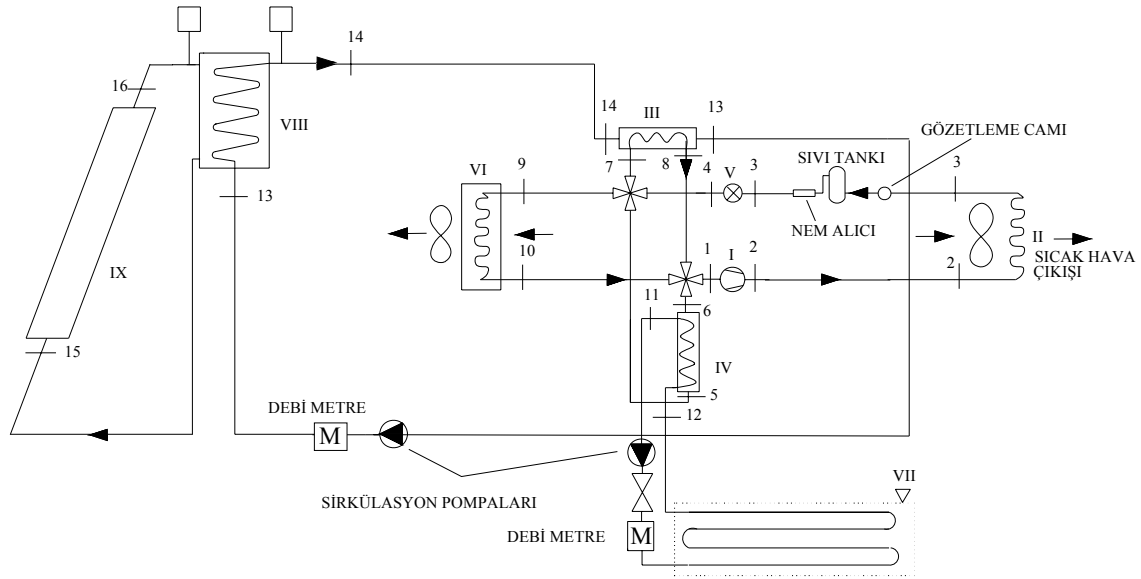 14
16
VIII
14
III
13
GÖZETLEME CAMI
SIVI TANKI
7
8
4
V
3
3
VI
9
13
NEM ALICI
II
SICAK HAVA
ÇIKIŞI
IX
10
1
I
2
2
11
6
IV
15
5
12
DEBİ METRE
M
SİRKÜLASYON POMPALARI
VII
DEBİ METRE
M